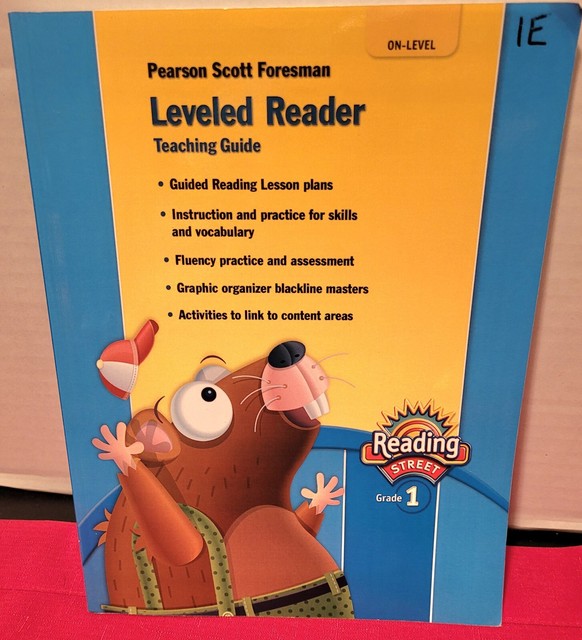 1E
ON-LEVEL
Pearson Scott Foresman
Leveled Reader
Teaching Guide
• Guided Reading Lesson plans
• Instruction and practice for skills
and vocabulary
• Fluency practice and assessment
• Graphic organizer blackline masters
• Activities to link to content areas
Reading
STREET
Grade 1